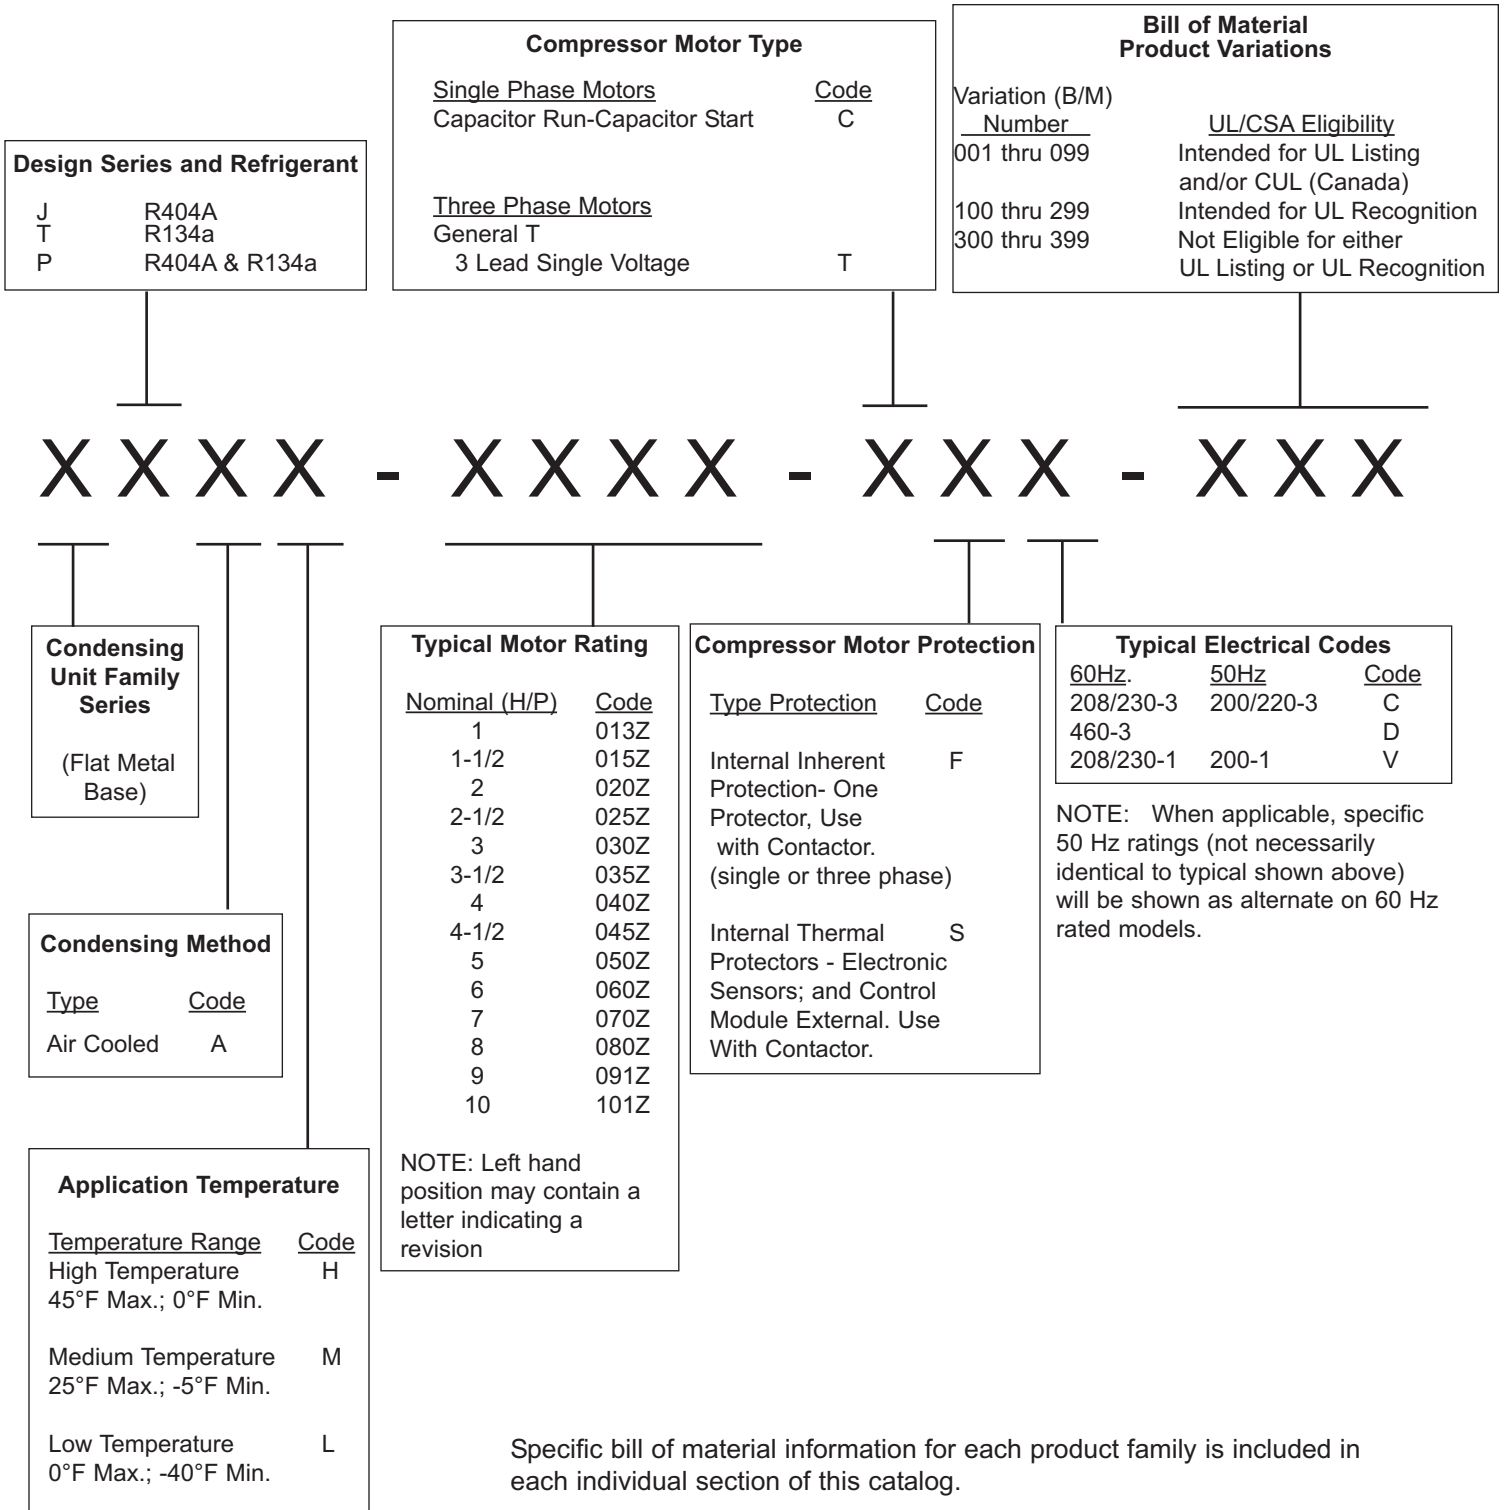 Compressor Motor Type
Single Phase Motors Code
Capacitor Run-Capacitor Start C
Three Phase Motors
General T
3 Lead Single Voltage T
Bill of Material
Product Variations
Variation (B/M)
Number UL/CSA Eligibility
001 thru 099 Intended for UL Listing
and/or CUL (Canada)
100 thru 299 Intended for UL Recognition
300 thru 399 Not Eligible for either
UL Listing or UL Recognition
Design Series and Refrigerant
J R404A
T R134a
P R404A & R134a
X X X X - X X X X - X X X - X X X
Condensing
Unit Family
Series
(Flat Metal
Base)
Condensing Method
Type Code
Air Cooled A
Application Temperature
Temperature Range Code
High Temperature H
45°F Max.; 0°F Min.
Medium Temperature M
25°F Max.; -5°F Min.
Low Temperature L
0°F Max.; -40°F Min.
Typical Motor Rating
Nominal (H/P) Code
1 013Z
1-1/2 015Z
2 020Z
2-1/2 025Z
3 030Z
3-1/2 035Z
4 040Z
4-1/2 045Z
5 050Z
6 060Z
7 070Z
8 080Z
9 091Z
10 101Z
NOTE: Left hand
position may contain a
letter indicating a
revision
Compressor Motor Protection
Type Protection Code
Internal Inherent F
Protection- One
Protector, Use
with Contactor.
(single or three phase)
Internal Thermal S
Protectors - Electronic
Sensors; and Control
Module External. Use
With Contactor.
Typical Electrical Codes
60Hz. 50Hz Code
208/230-3 200/220-3 C
460-3 D
208/230-1 200-1 V
NOTE: When applicable, specific
50 Hz ratings (not necessarily
identical to typical shown above)
will be shown as alternate on 60 Hz
rated models.
Specific bill of material information for each product family is included in
each individual section of this catalog.